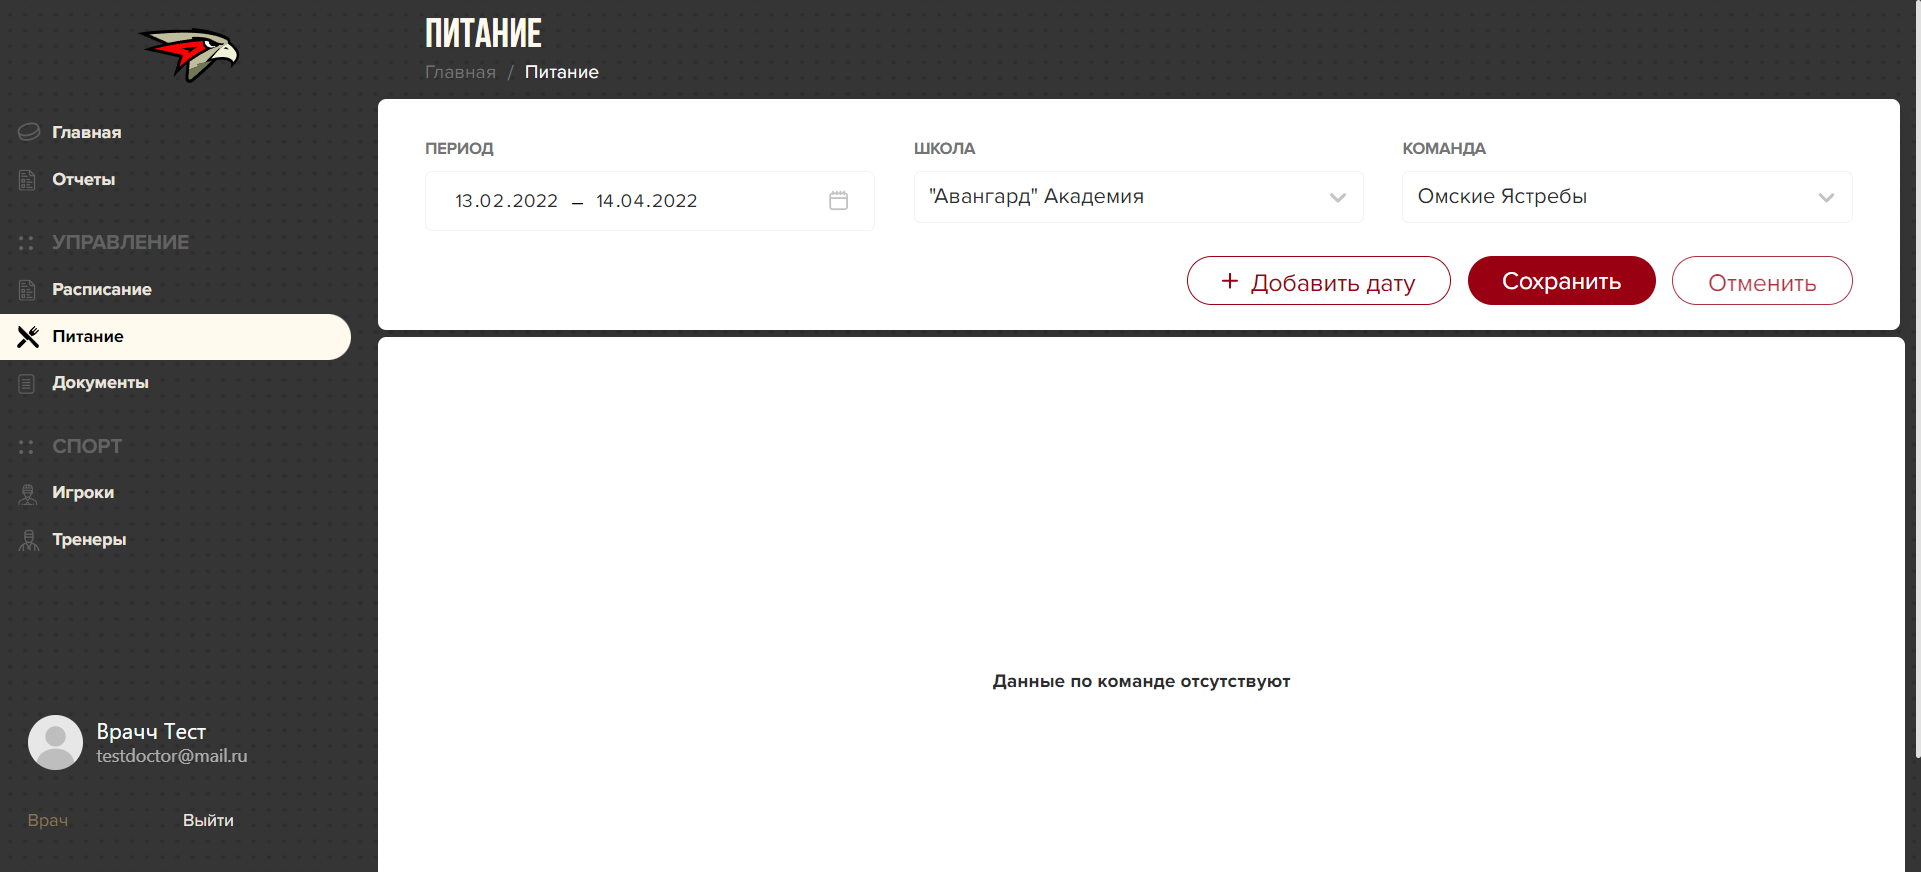 ПИТАНИЕ
Главная / Питание
Главная
Отчеты
УПРАВЛЕНИЕ
Расписание
Питание
Документы
СПОРТ
Игроки
Тренеры
Врачч Тест
testdoctor@mail.ru
Врач Выйти
ПЕРИОД ШКОЛА КОМАНДА
13.02.2022 – 14.04.2022 "Авангард" Академия Омские Ястребы
+ Добавить дату Сохранить Отменить
Данные по команде отсутствуют